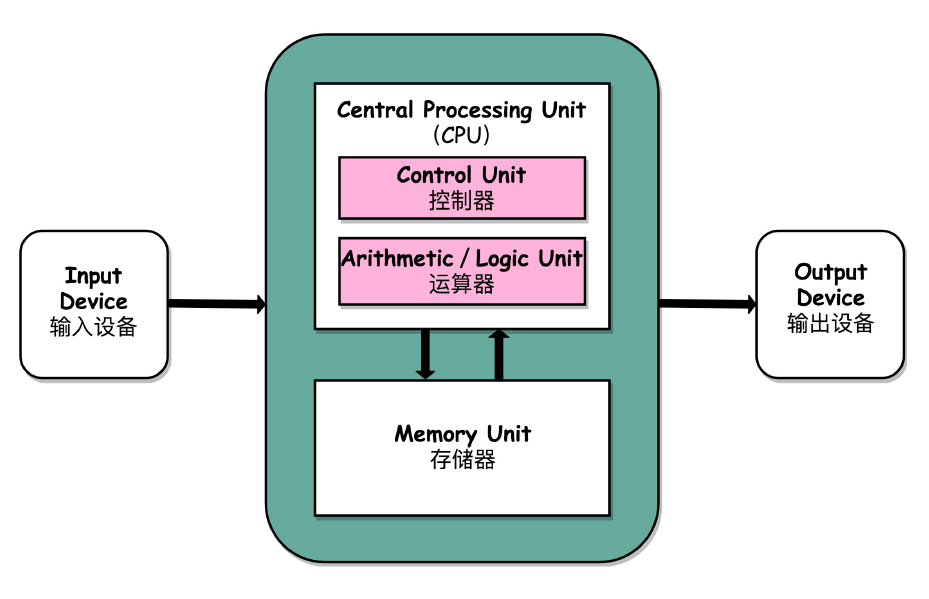 Central Processing Unit
（CPU）
Control Unit
控制器
Arithmetic / Logic Unit
运算器
Input
Device
输入设备
Output
Device
输出设备
Memory Unit
存储器